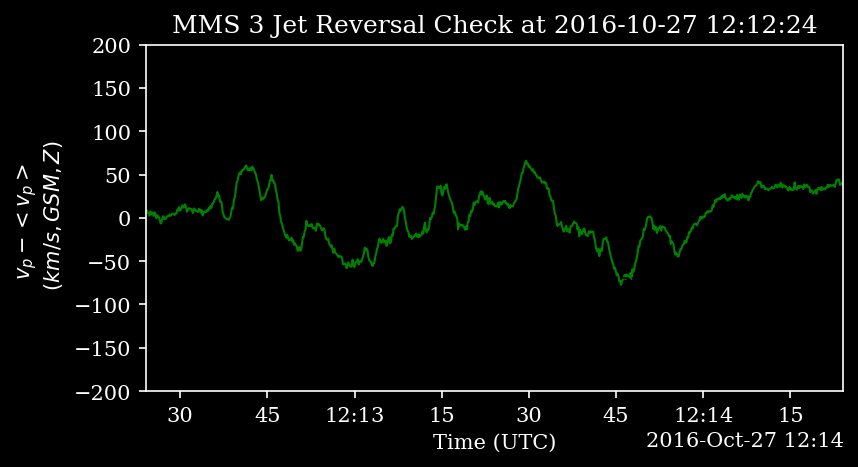 MMS 3 Jet Reversal Check at 2016-10-27 12:12:24
200
150
100
50
0
−50
−100
−150
−200
v_p − < v_p >
(km/s, GSM, Z)
30 45 12:13 15 30 45 12:14 15
Time (UTC)
2016-Oct-27 12:14